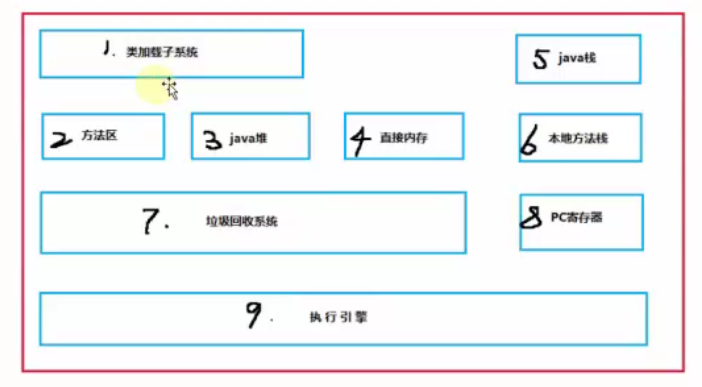 1. 类加载子系统
5 java栈
2 方法区
3 java堆
4 直接内存
6 本地方法栈
7. 垃圾回收系统
8 PC寄存器
9. 执行引擎